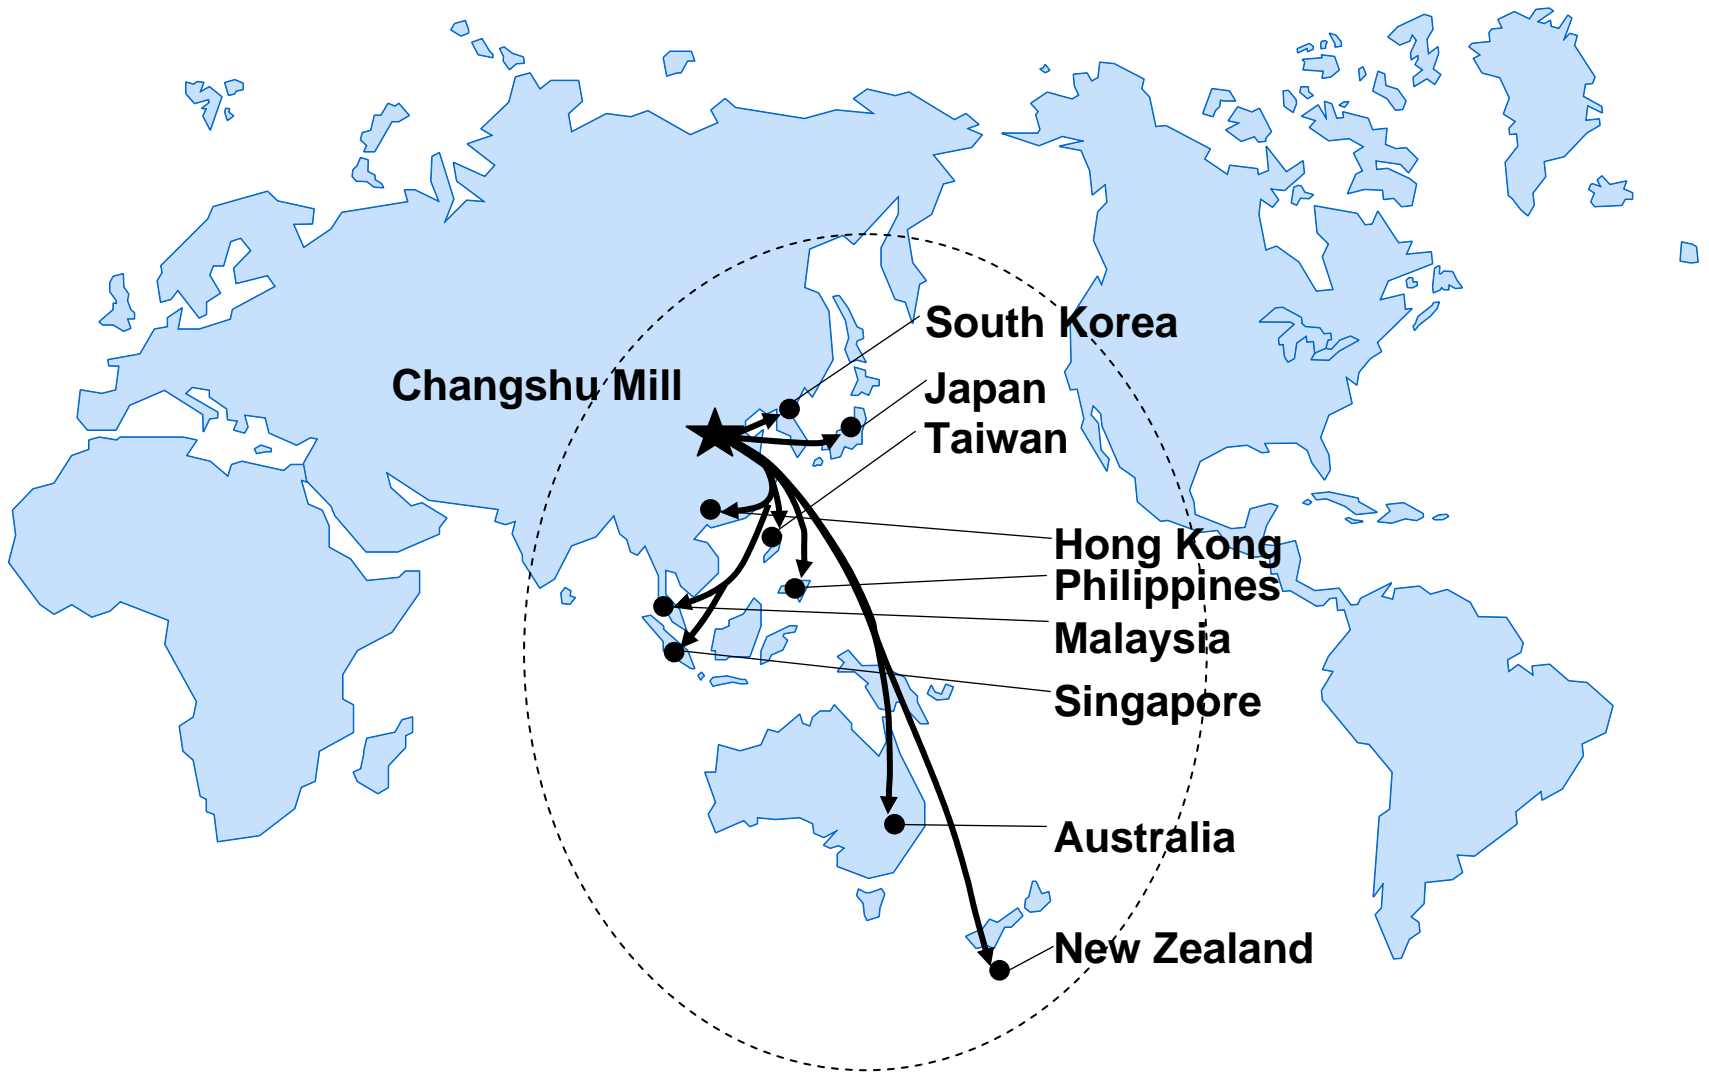 South Korea
Changshu Mill
Japan
Taiwan
Hong Kong
Philippines
Malaysia
Singapore
Australia
New Zealand